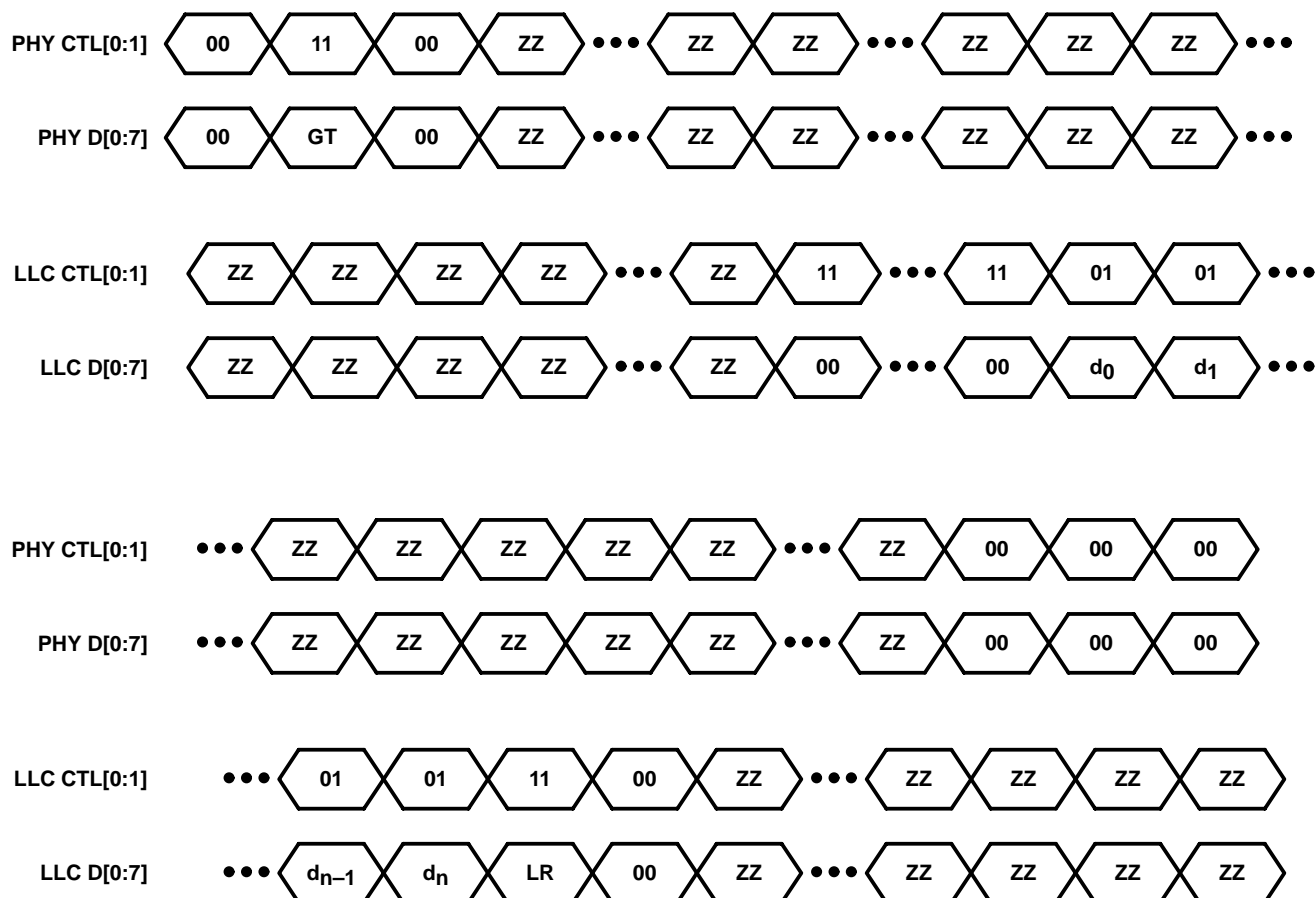 PHY CTL[0:1] 00 11 00 ZZ ••• ZZ ZZ ••• ZZ ZZ ZZ •••
PHY D[0:7] 00 GT 00 ZZ ••• ZZ ZZ ••• ZZ ZZ ZZ •••
LLC CTL[0:1] ZZ ZZ ZZ ZZ ••• ZZ 11 ••• 11 01 01 •••
LLC D[0:7] ZZ ZZ ZZ ZZ ••• ZZ 00 ••• 00 d0 d1 •••
PHY CTL[0:1] ••• ZZ ZZ ZZ ZZ ZZ ••• ZZ 00 00 00
PHY D[0:7] ••• ZZ ZZ ZZ ZZ ZZ ••• ZZ 00 00 00
LLC CTL[0:1] ••• 01 01 11 00 ZZ ••• ZZ ZZ ZZ ZZ
LLC D[0:7] ••• dn–1 dn LR 00 ZZ ••• ZZ ZZ ZZ ZZ